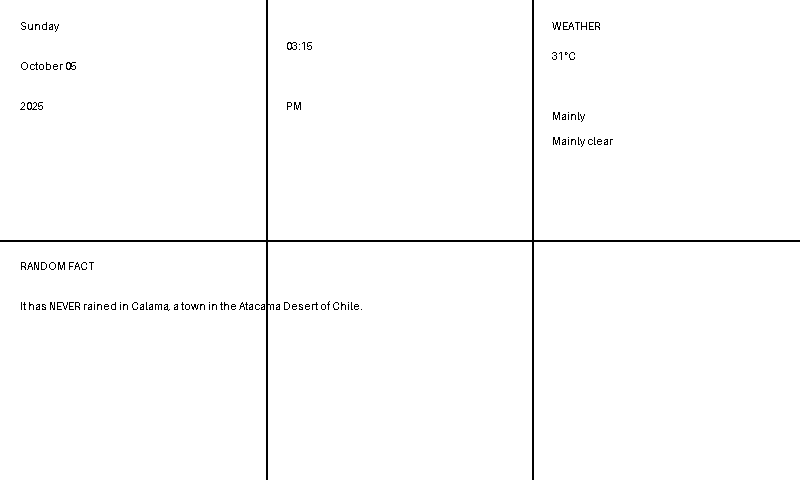 Sunday
October 05
2025
03:15
PM
WEATHER
31°C
Mainly
Mainly clear
RANDOM FACT
It has NEVER rained in Calama, a town in the Atacama Desert of Chile.